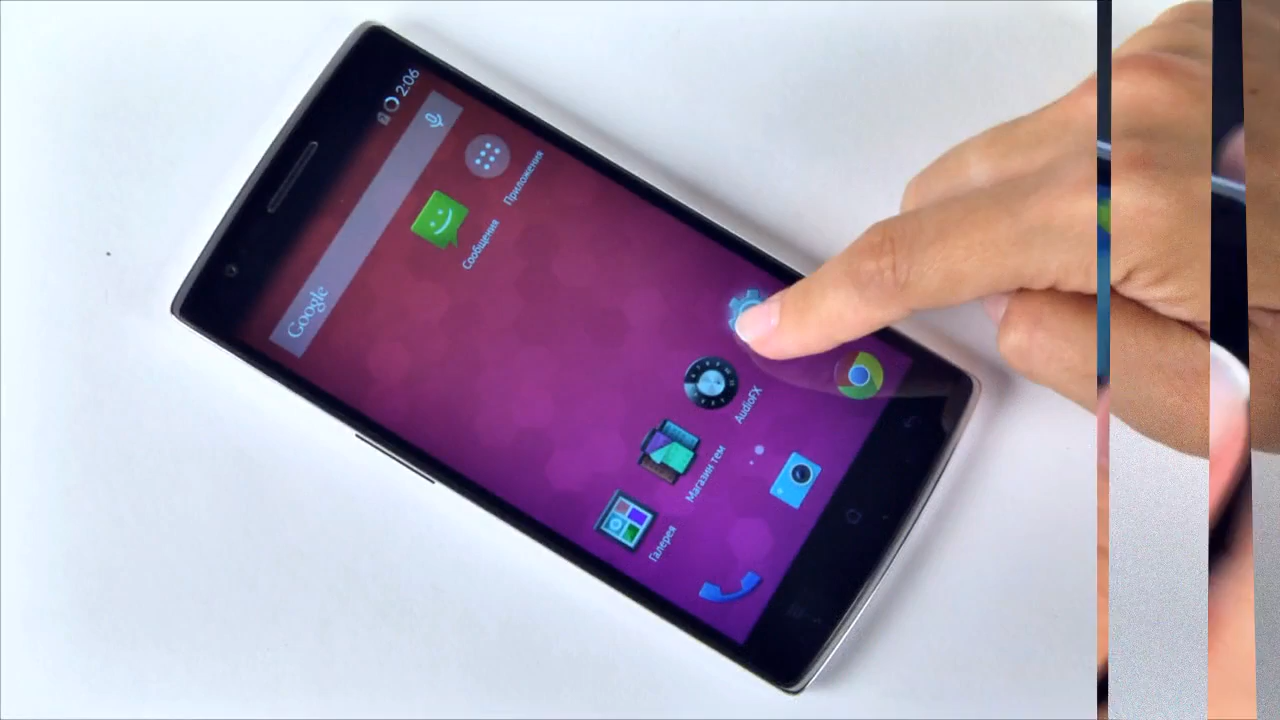 2:06
Google
Сообщения
Приложения
AudioFX
Магазин тем
Галерея